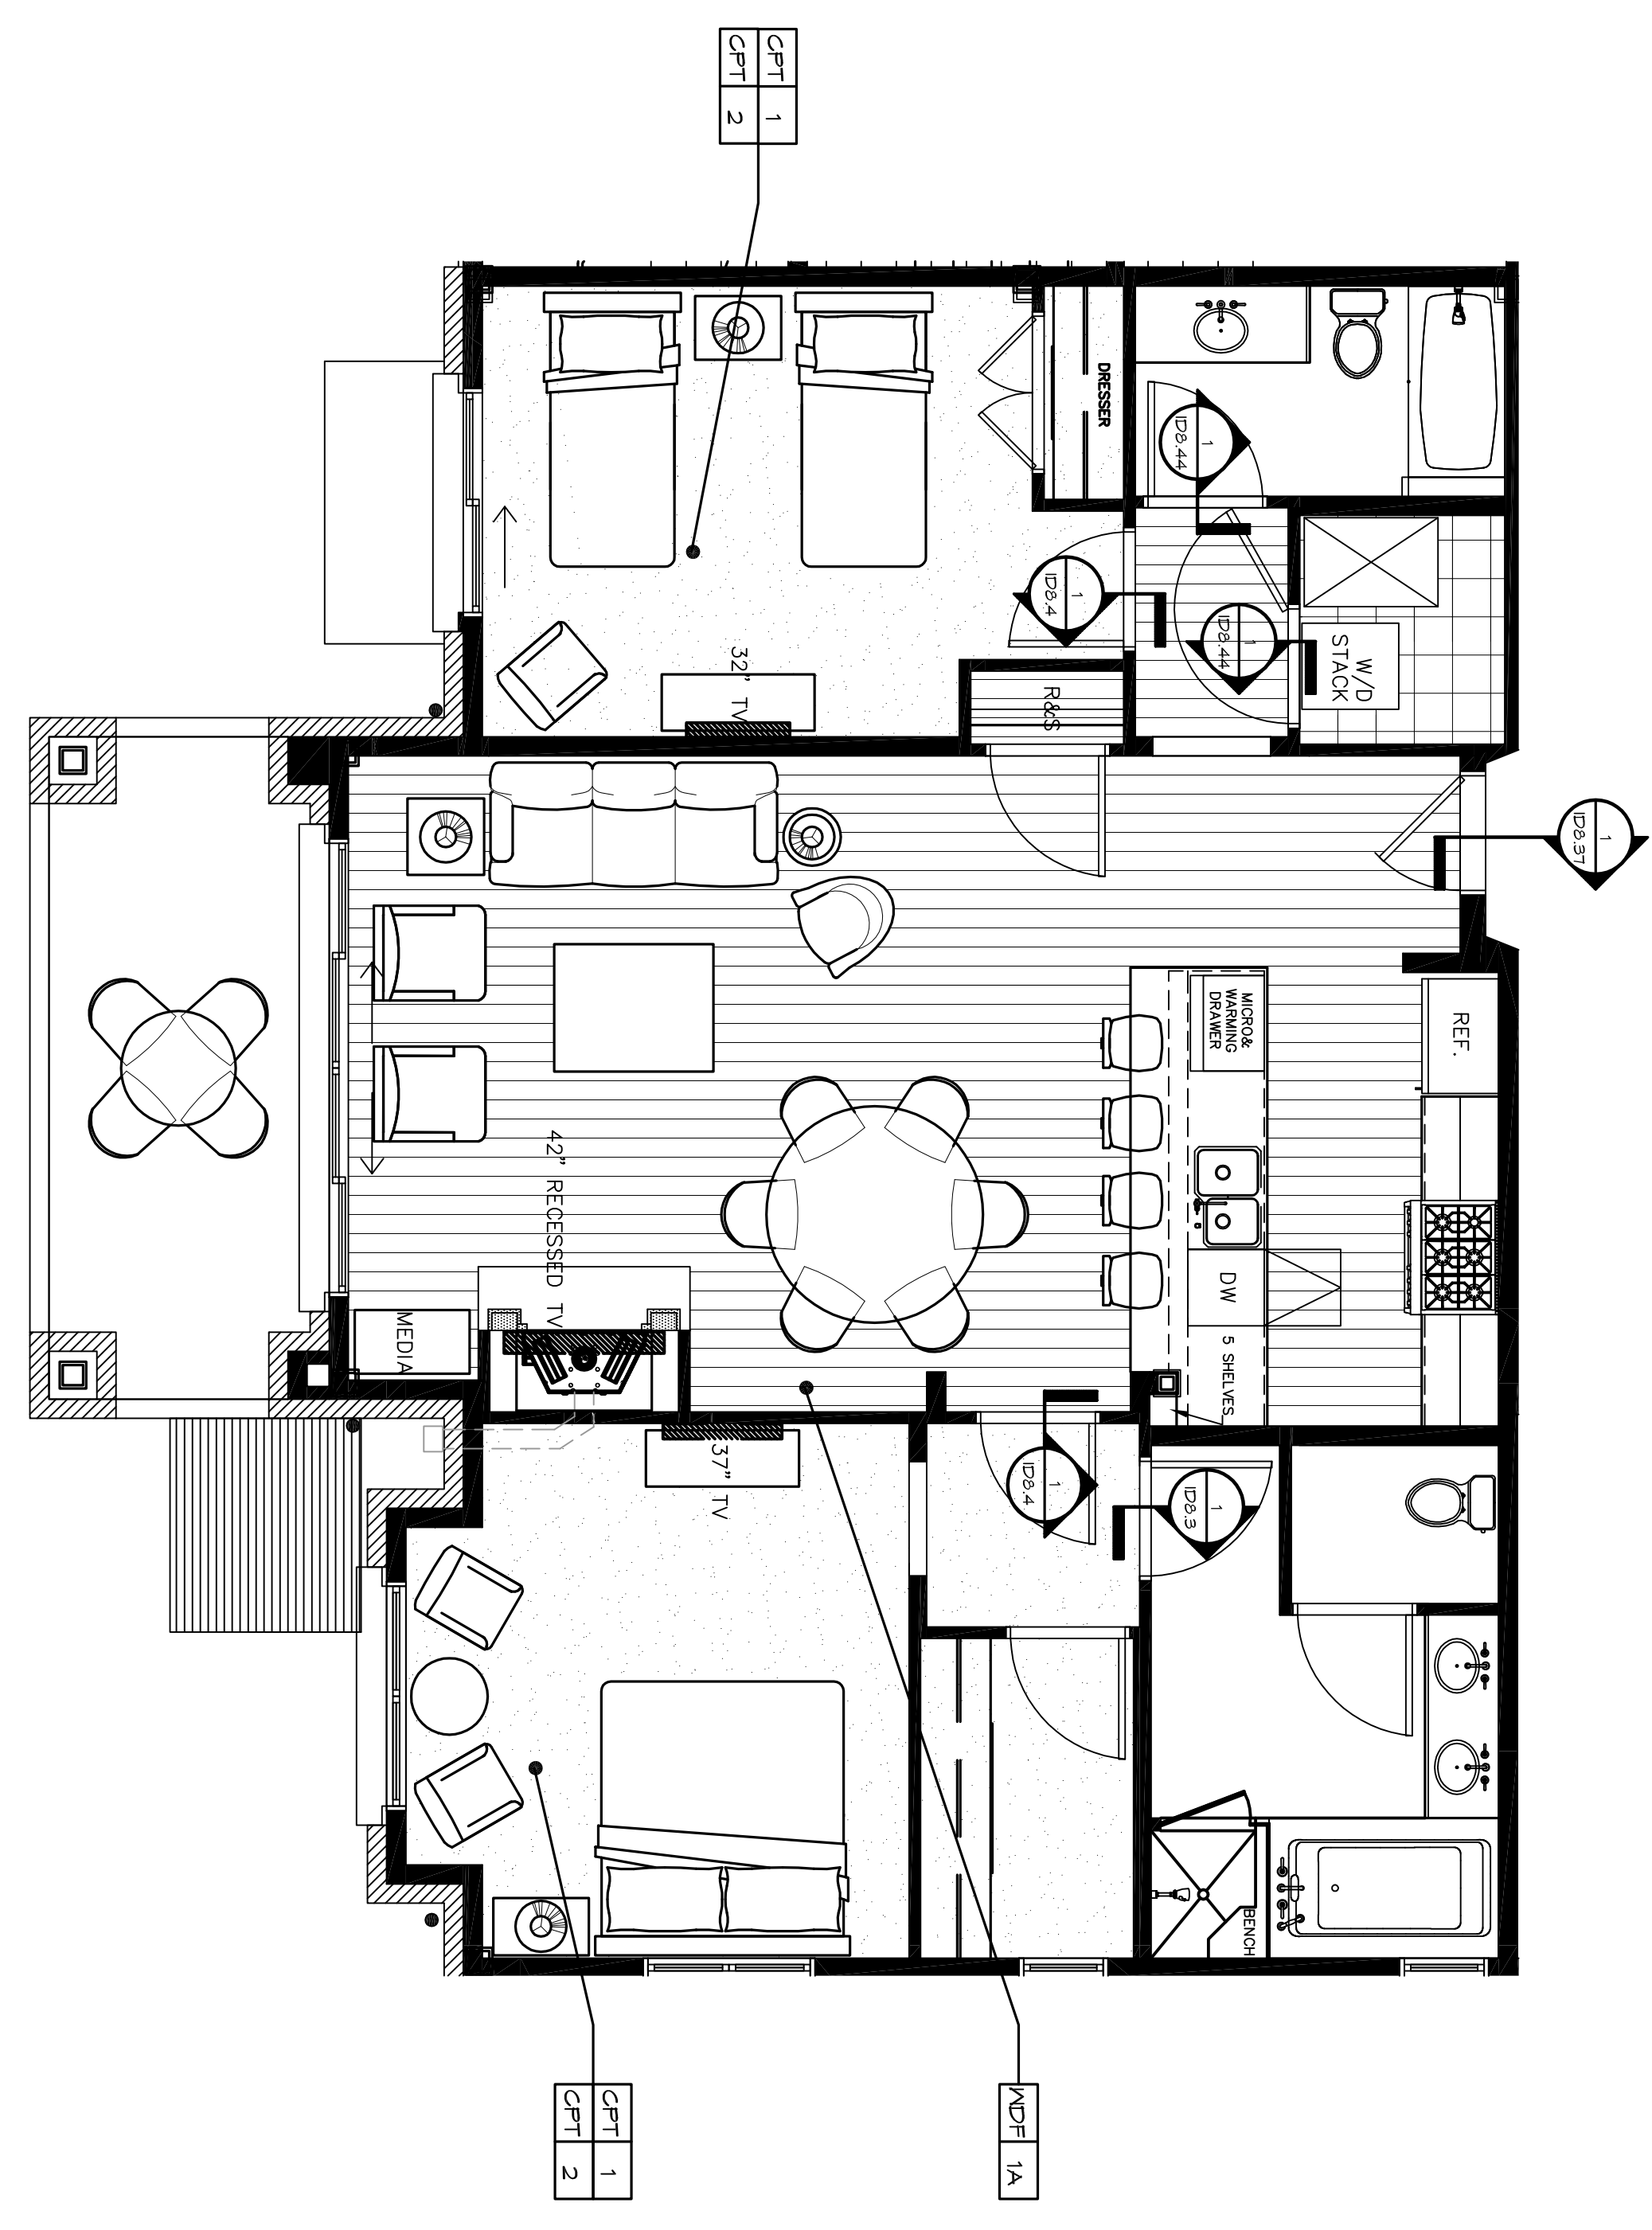 CPT 1
CPT 2
DRESSER
1
ID8.44
1
ID8.4
1
ID8.44
W/D
STACK
32" TV
R&S
1
ID8.37
MICRO&
WARMING
DRAWER
REF.
42" RECESSED TV
DW
5 SHELVES
MEDIA
37" TV
1
ID8.4
1
ID8.3
BENCH
CPT 1
CPT 2
WDF 1A